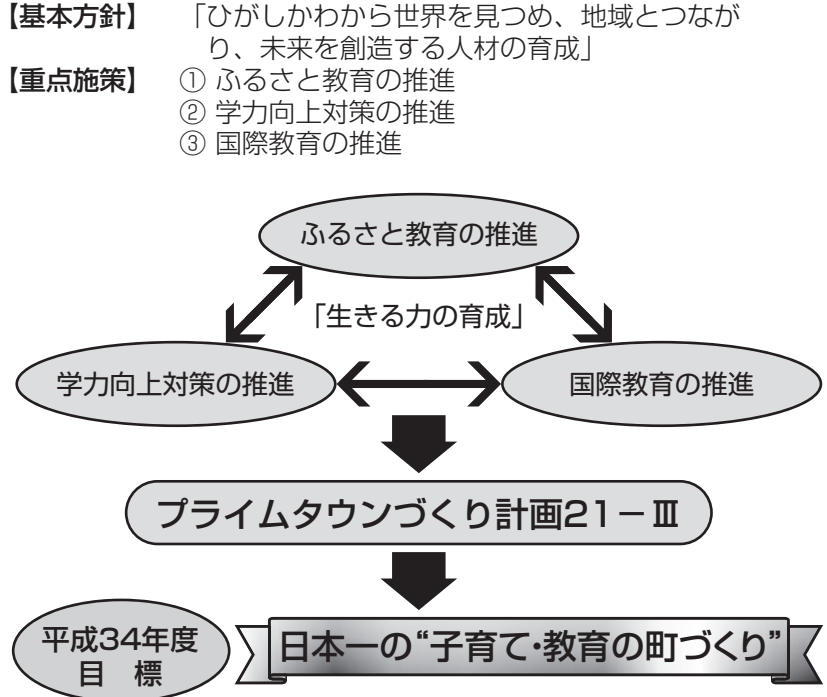 【基本方針】 「ひがしかわから世界を見つめ、地域とつなが
り、未来を創造する人材の育成」
【重点施策】 ① ふるさと教育の推進
② 学力向上対策の推進
③ 国際教育の推進
ふるさと教育の推進
「生きる力の育成」
学力向上対策の推進
国際教育の推進
プライムタウンづくり計画21-Ⅲ
平成34年度
目 標
日本一の“子育て・教育の町づくり”